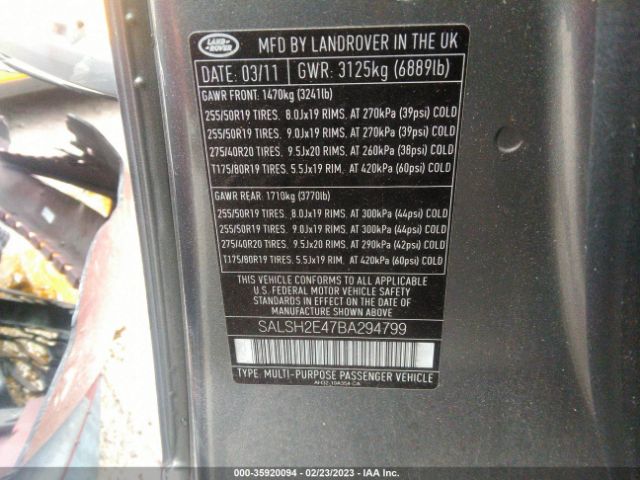 LAND ROVER
MFD BY LANDROVER IN THE UK
DATE: 03/11 GWR: 3125kg (6889lb)
GAWR FRONT: 1470kg (3241lb)
255/50R19 TIRES. 8.0Jx19 RIMS. AT 270kPa (39psi) COLD
255/50R19 TIRES. 9.0Jx19 RIMS. AT 270kPa (39psi) COLD
275/40R20 TIRES. 9.5Jx20 RIMS. AT 260kPa (38psi) COLD
T175/80R19 TIRES. 5.5Jx19 RIM. AT 420kPa (60psi) COLD
GAWR REAR: 1710kg (3770lb)
255/50R19 TIRES. 8.0Jx19 RIMS. AT 300kPa (44psi) COLD
255/50R19 TIRES. 9.0Jx19 RIMS. AT 300kPa (44psi) COLD
275/40R20 TIRES. 9.5Jx20 RIMS. AT 290kPa (42psi) COLD
T175/80R19 TIRES. 5.5Jx19 RIM. AT 420kPa (60psi) COLD
THIS VEHICLE CONFORMS TO ALL APPLICABLE
U.S. FEDERAL MOTOR VEHICLE SAFETY
STANDARDS IN EFFECT ON THE DATE OF
MANUFACTURE SHOWN ABOVE
SALSH2E47BA294799
TYPE: MULTI-PURPOSE PASSENGER VEHICLE
000-35920094 - 02/23/2023 - IAA Inc.